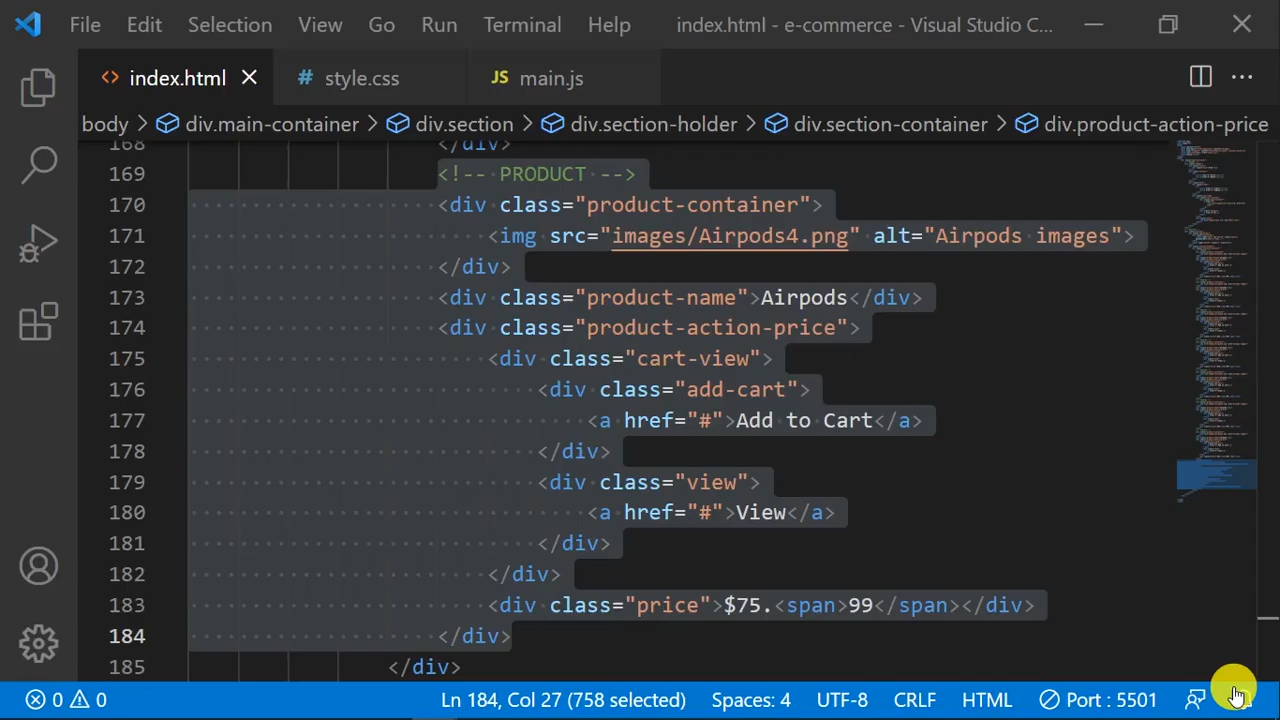 File Edit Selection View Go Run Terminal Help index.html - e-commerce - Visual Studio C...
<> index.html × # style.css JS main.js ...
body > div.main-container > div.section > div.section-holder > div.section-container > div.product-action-price
168 </div>
169 <!-- PRODUCT -->
170 <div class="product-container">
171 <img src="images/Airpods4.png" alt="Airpods images">
172 </div>
173 <div class="product-name">Airpods</div>
174 <div class="product-action-price">
175 <div class="cart-view">
176 <div class="add-cart">
177 <a href="#">Add to Cart</a>
178 </div>
179 <div class="view">
180 <a href="#">View</a>
181 </div>
182 </div>
183 <div class="price">$75.<span>99</span></div>
184 </div>
185 </div>
0 0 Ln 184, Col 27 (758 selected) Spaces: 4 UTF-8 CRLF HTML Port : 5501